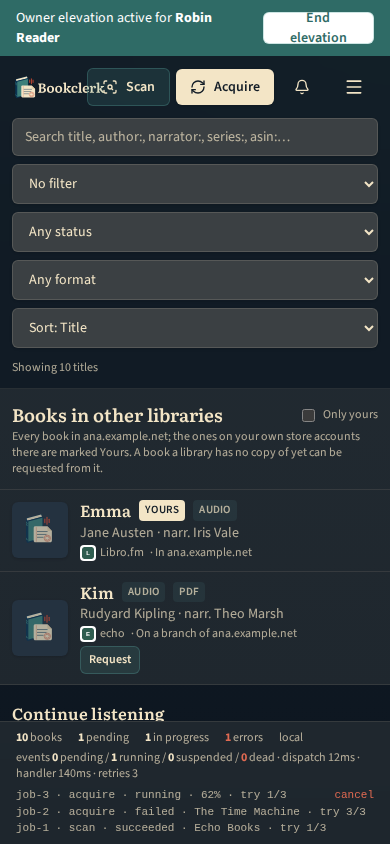 Owner elevation active for Robin
Reader
End
elevation
Bookclerk
Scan
Acquire
Search title, author:, narrator:, series:, asin:…
No filter
Any status
Any format
Sort: Title
Showing 10 titles
Books in other libraries
Only yours
Every book in ana.example.net; the ones on your own store accounts
there are marked Yours. A book a library has no copy of yet can be
requested from it.
Emma YOURS AUDIO
Jane Austen · narr. Iris Vale
L Libro.fm · In ana.example.net
Kim AUDIO PDF
Rudyard Kipling · narr. Theo Marsh
E echo · On a branch of ana.example.net
Request
Continue listening
10 books 1 pending 1 in progress 1 errors local
events 0 pending / 1 running / 0 suspended / 0 dead · dispatch 12ms ·
handler 140ms · retries 3
job-3 · acquire · running · 62% · try 1/3 cancel
job-2 · acquire · failed · The Time Machine · try 3/3
job-1 · scan · succeeded · Echo Books · try 1/3